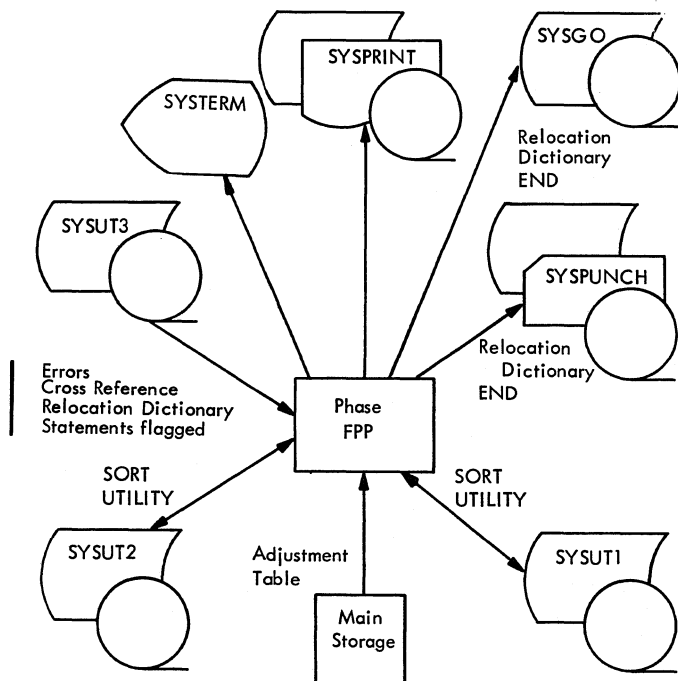 SYSPRINT
SYSGO
SYSTERM
Relocation
Dictionary
END
SYSUT3
SYSPUNCH
Relocation
Dictionary
END
Errors
Cross Reference
Relocation Dictionary
Statements flagged
Phase
FPP
SORT
UTILITY
SORT
UTILITY
SYSUT2
Adjustment
Table
SYSUT1
Main
Storage